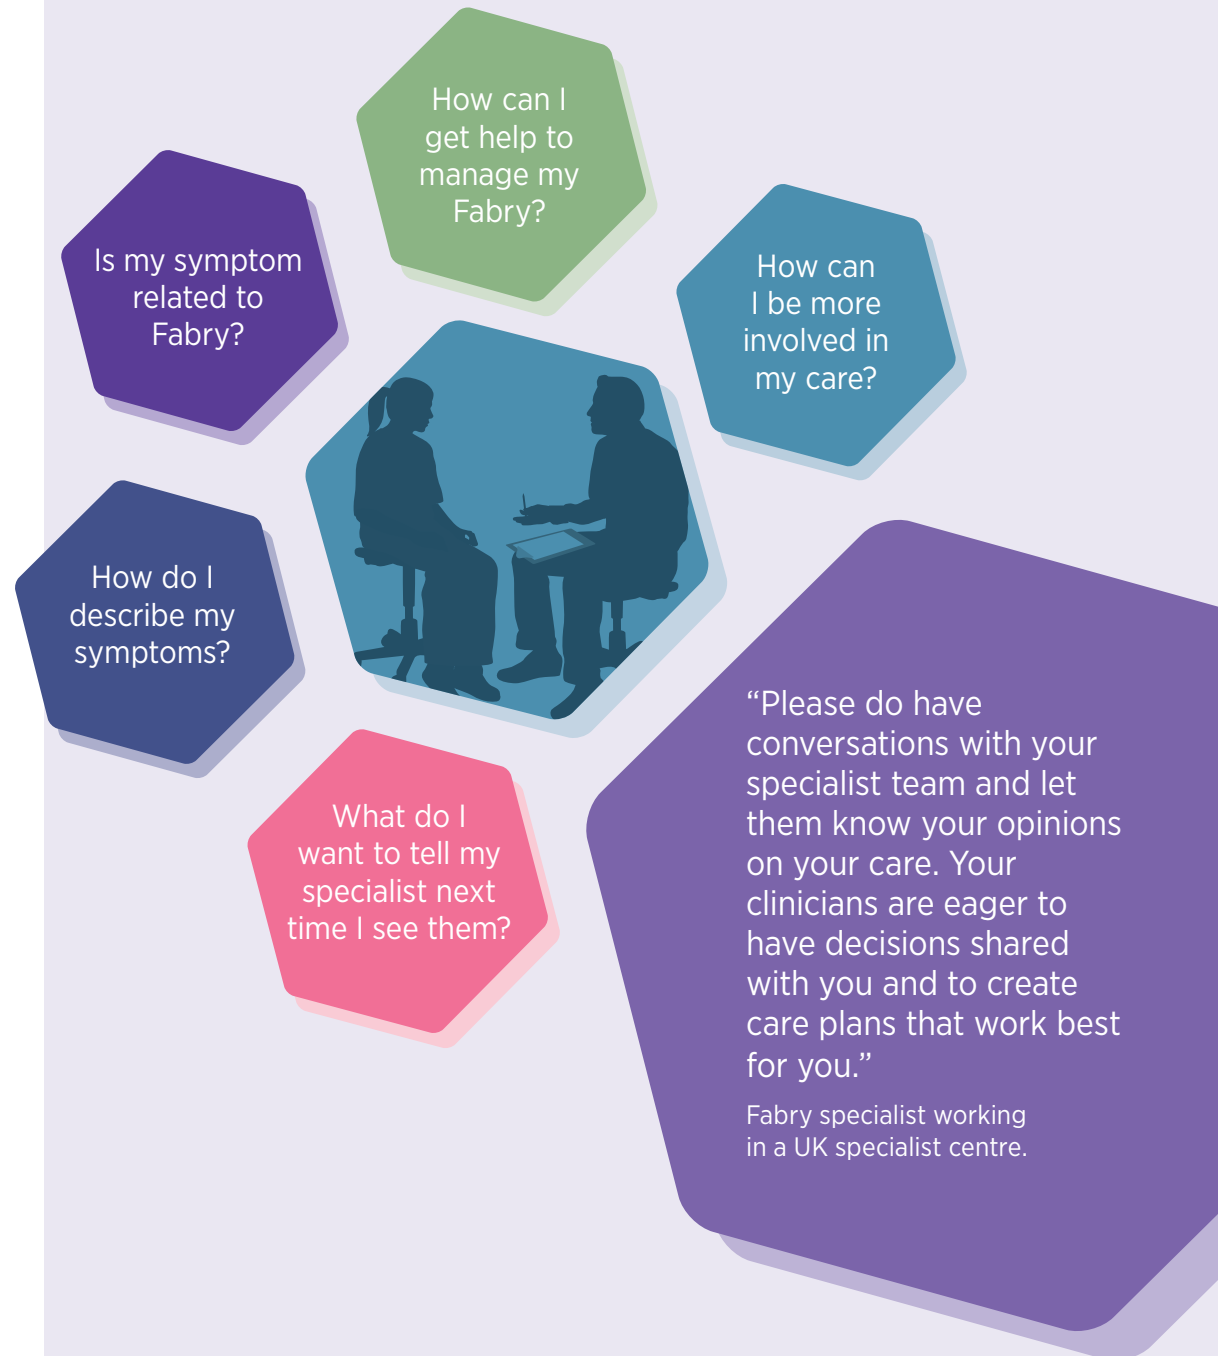 How can I
get help to
manage my
Fabry?
Is my symptom
related to
Fabry?
How can
I be more
involved in
my care?
How do I
describe my
symptoms?
What do I
want to tell my
specialist next
time I see them?
“Please do have
conversations with your
specialist team and let
them know your opinions
on your care. Your
clinicians are eager to
have decisions shared
with you and to create
care plans that work best
for you.”
Fabry specialist working
in a UK specialist centre.